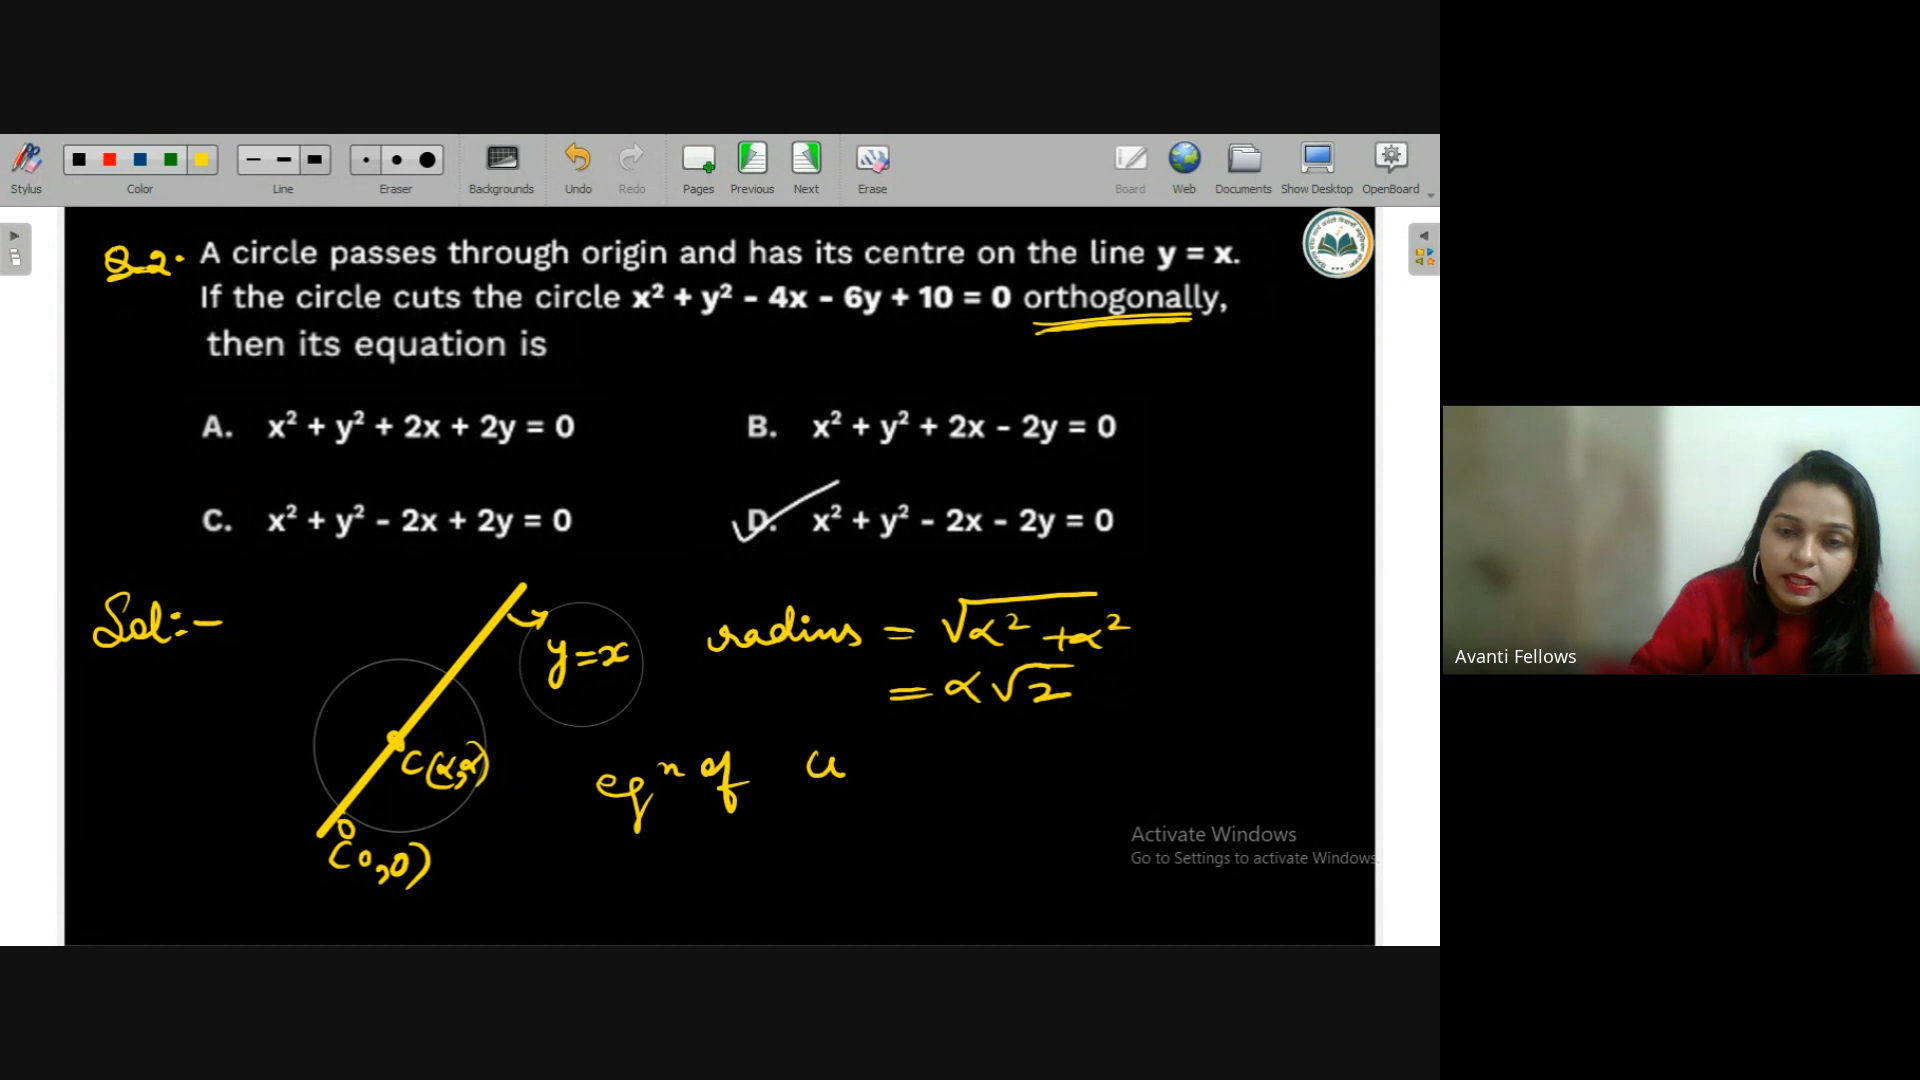 Stylus Color Line Eraser Backgrounds Undo Redo Pages Previous Next Erase Board Web Documents Show Desktop OpenBoard
Q-2. A circle passes through origin and has its centre on the line y = x.
If the circle cuts the circle x² + y² - 4x - 6y + 10 = 0 orthogonally,
then its equation is
A. x² + y² + 2x + 2y = 0 B. x² + y² + 2x - 2y = 0
C. x² + y² - 2x + 2y = 0 D. x² + y² - 2x - 2y = 0
Sol:-
y=x
radius = √α² + α²
= α√2
C(α,α)
eqⁿ of
O
(0,0)
Activate Windows
Go to Settings to activate Windows.
Avanti Fellows